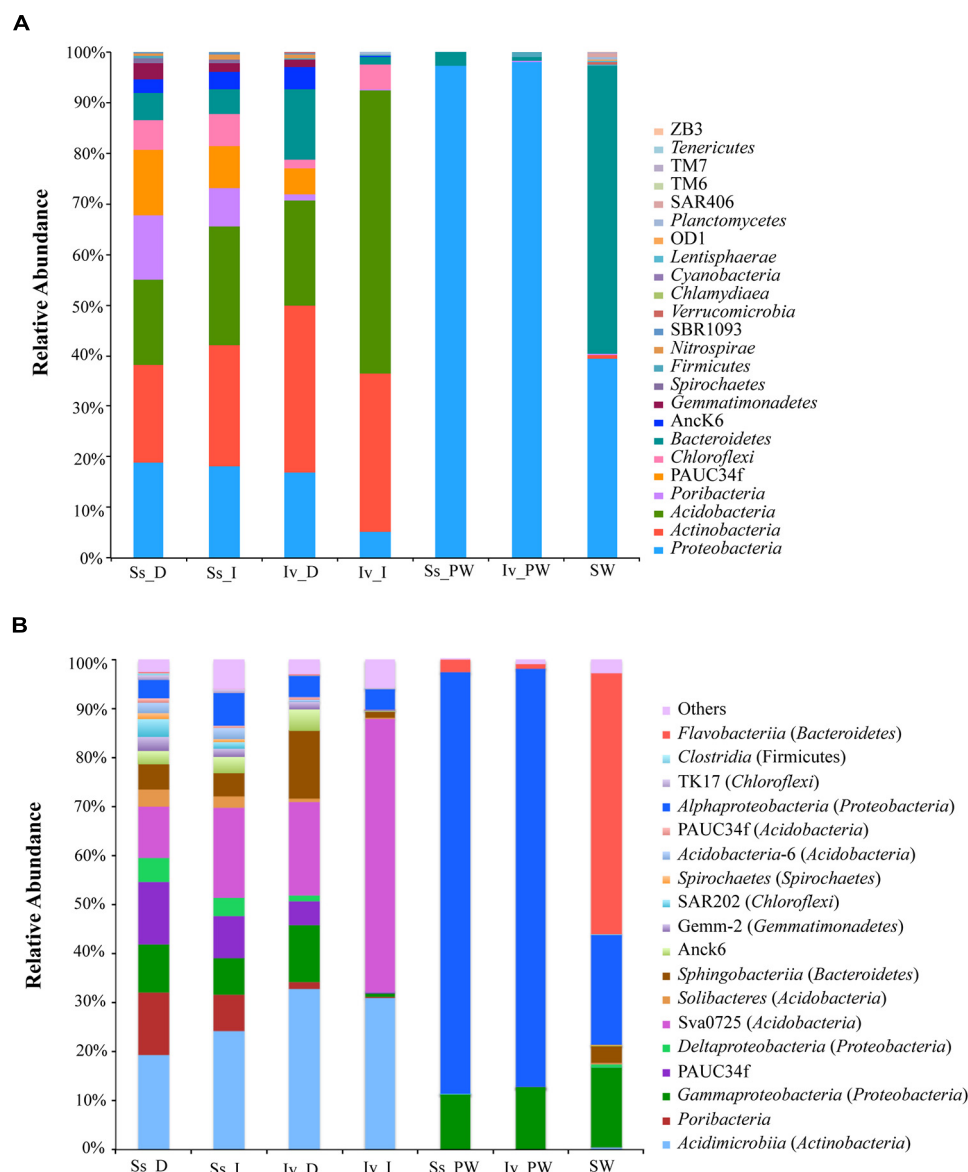 A
100%
90%
80%
70%
60%
50%
40%
30%
20%
10%
0%
Relative Abundance
Ss_D
Ss_I
Iv_D
Iv_I
Ss_PW
Iv_PW
SW
ZB3
Tenericutes
TM7
TM6
SAR406
Planctomycetes
OD1
Lentisphaerae
Cyanobacteria
Chlamydiaea
Verrucomicrobia
SBR1093
Nitrospirae
Firmicutes
Spirochaetes
Gemmatimonadetes
AncK6
Bacteroidetes
Chloroflexi
PAUC34f
Poribacteria
Acidobacteria
Actinobacteria
Proteobacteria
B
100%
90%
80%
70%
60%
50%
40%
30%
20%
10%
0%
Relative Abundance
Ss_D
Ss_I
Iv_D
Iv_I
Ss_PW
Iv_PW
SW
Others
Flavobacteriia (Bacteroidetes)
Clostridia (Firmicutes)
TK17 (Chloroflexi)
Alphaproteobacteria (Proteobacteria)
PAUC34f (Acidobacteria)
Acidobacteria-6 (Acidobacteria)
Spirochaetes (Spirochaetes)
SAR202 (Chloroflexi)
Gemm-2 (Gemmatimonadetes)
Anck6
Sphingobacteriia (Bacteroidetes)
Solibacteres (Acidobacteria)
Sva0725 (Acidobacteria)
Deltaproteobacteria (Proteobacteria)
PAUC34f
Gammaproteobacteria (Proteobacteria)
Poribacteria
Acidimicrobiia (Actinobacteria)